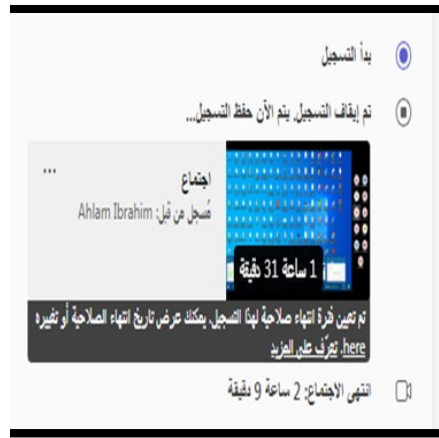 بدأ التسجيل
تم إيقاف التسجيل. يتم الآن حفظ التسجيل...
...
اجتماع
مُسجل من قبل: Ahlam Ibrahim
1 ساعة 31 دقيقة
تم تعيين فترة انتهاء صلاحية لهذا التسجيل. يمكنك عرض تاريخ انتهاء الصلاحية أو تغييره
here. تعرّف على المزيد
انتهى الاجتماع: 2 ساعة 9 دقيقة